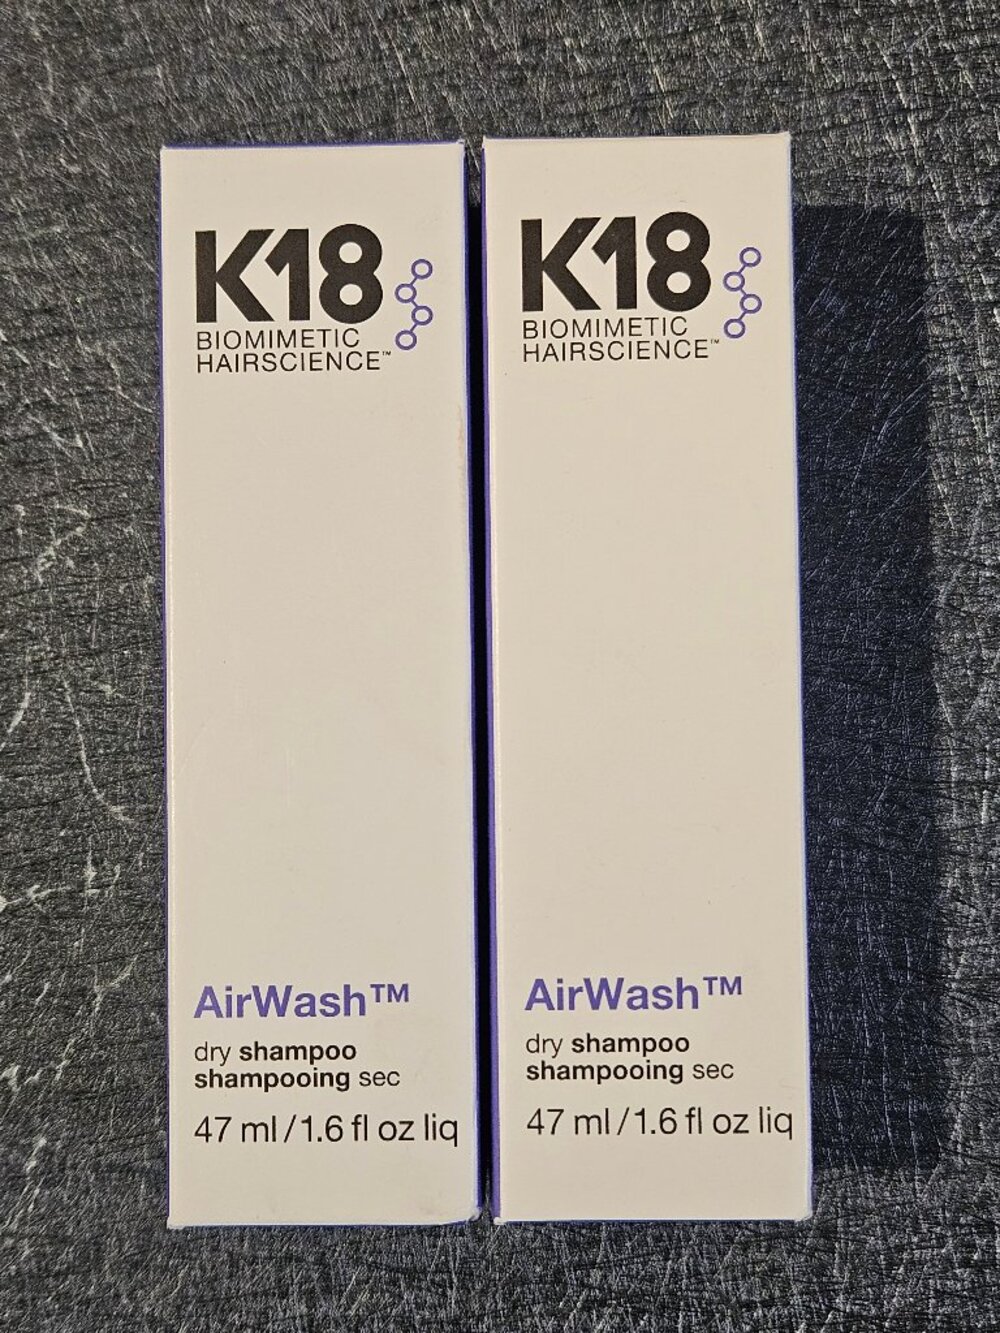 K18
BIOMIMETIC
HAIRSCIENCE™
AirWash™
dry shampoo
shampooing sec
47 ml/1.6 fl oz liq
K18
BIOMIMETIC
HAIRSCIENCE™
AirWash™
dry shampoo
shampooing sec
47 ml/1.6 fl oz liq